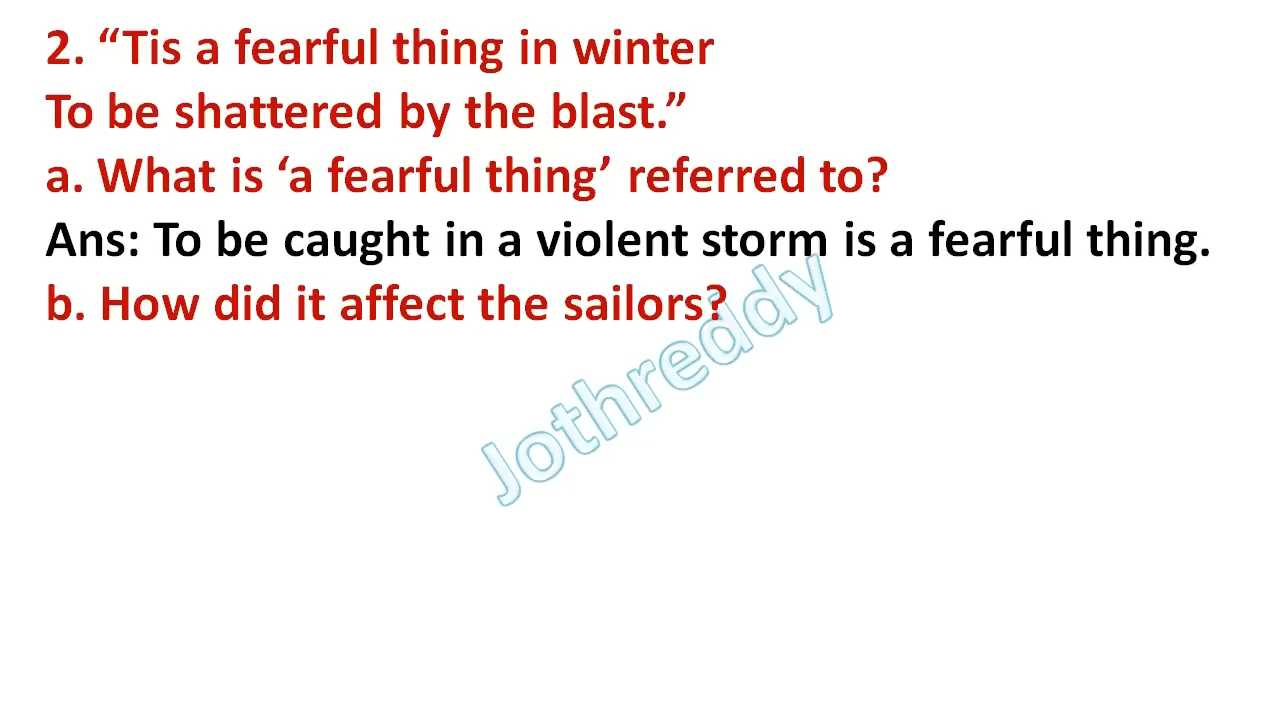 2. “Tis a fearful thing in winter
To be shattered by the blast.”
a. What is ‘a fearful thing’ referred to?
Ans: To be caught in a violent storm is a fearful thing.
b. How did it affect the sailors?
Jothreddy